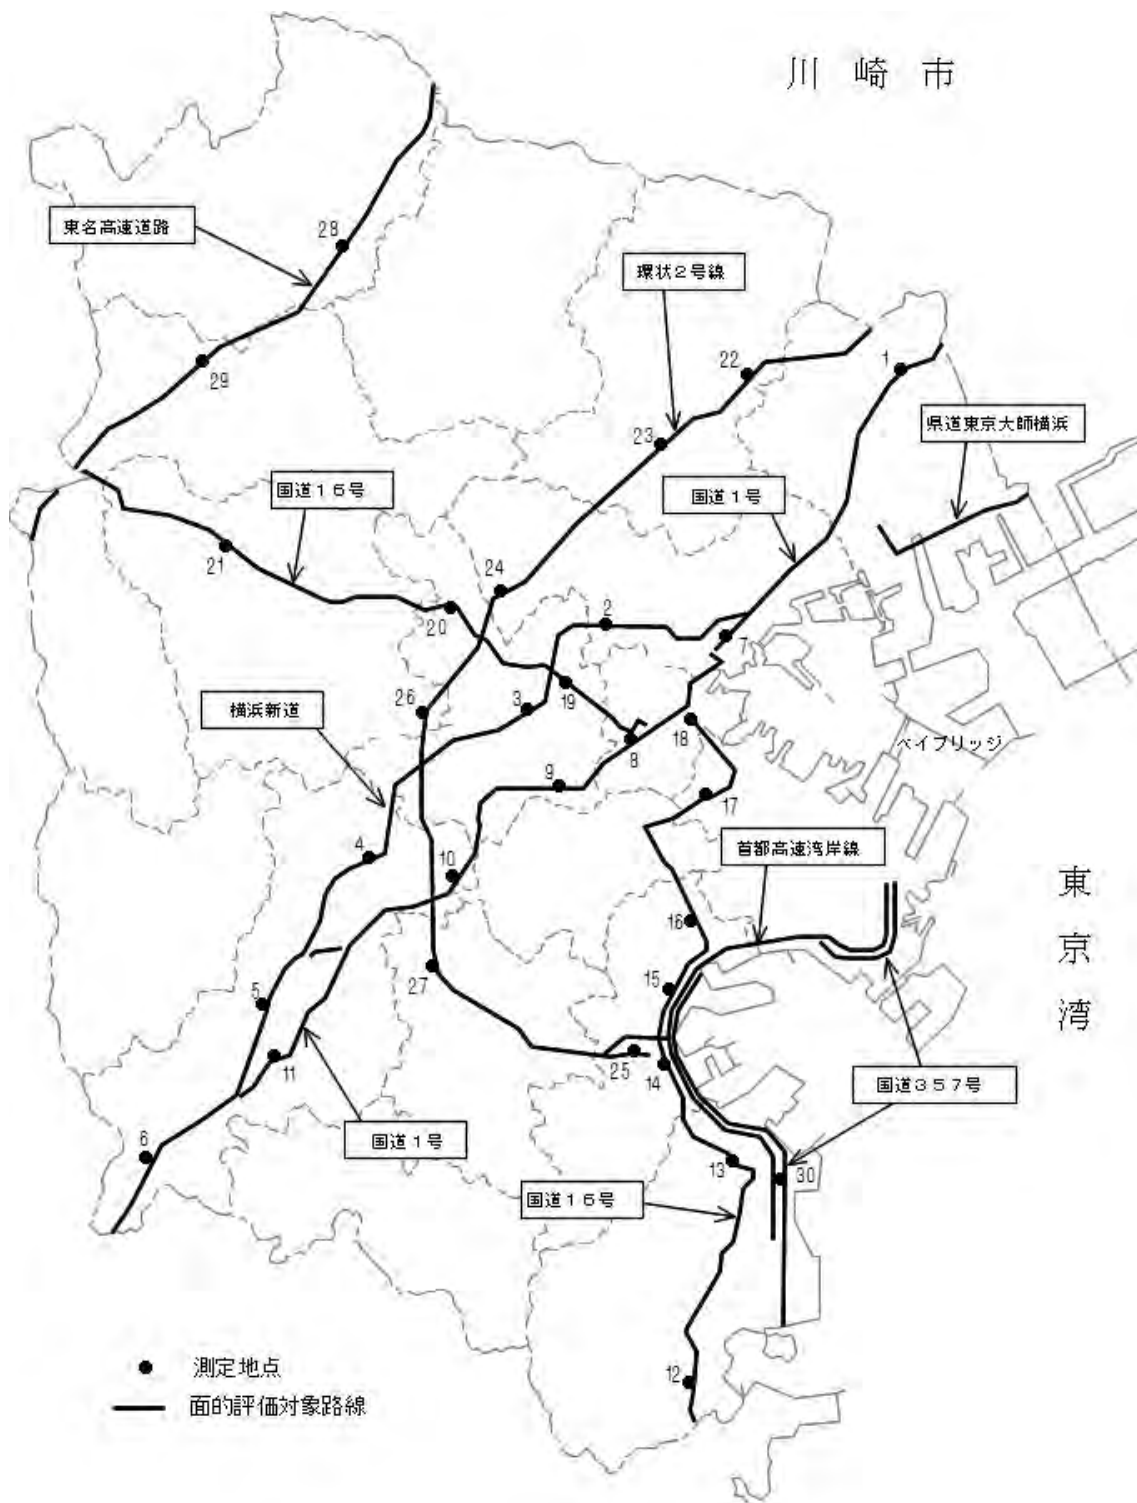 川崎市
28
東名高速道路
環状２号線
29
22
1
23
県道東京大師横浜
国道１６号
国道１号
21
24
20
2
7
26
3
19
横浜新道
18
ベイブリッジ
8
9
17
4
首都高速湾岸線
10
東京湾
16
27
15
5
25
14
11
国道３５７号
国道１号
6
13
30
国道１６号
12
測定地点
面的評価対象路線